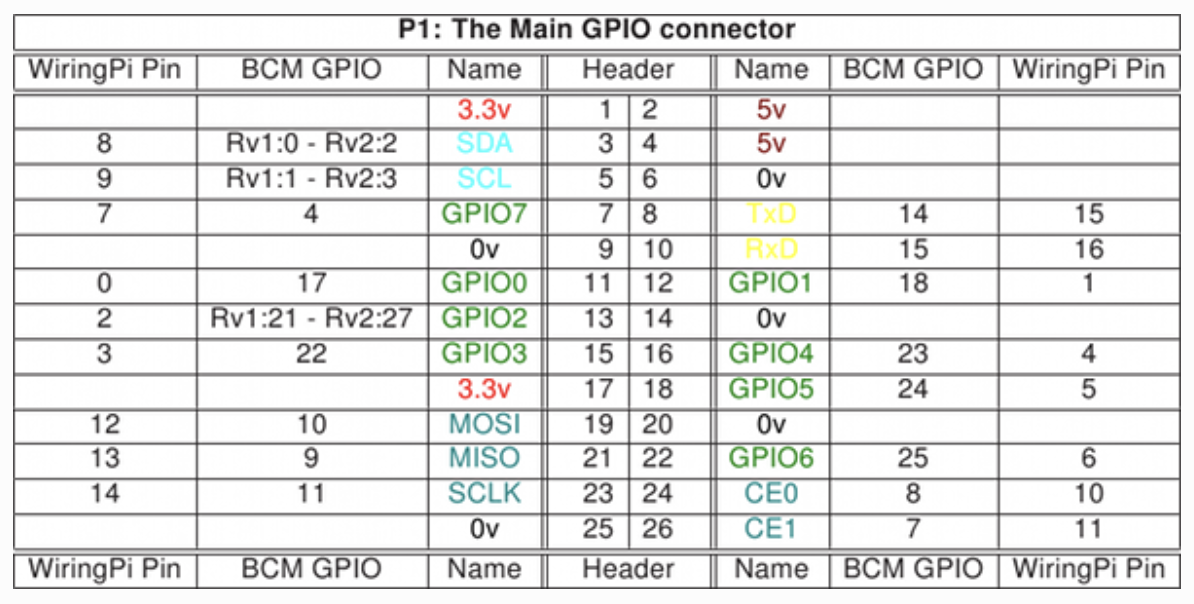 P1: The Main GPIO connector
WiringPi Pin BCM GPIO Name Header Name BCM GPIO WiringPi Pin
3.3v 1 2 5v
8 Rv1:0 - Rv2:2 SDA 3 4 5v
9 Rv1:1 - Rv2:3 SCL 5 6 0v
7 4 GPIO7 7 8 TxD 14 15
0v 9 10 RxD 15 16
0 17 GPIO0 11 12 GPIO1 18 1
2 Rv1:21 - Rv2:27 GPIO2 13 14 0v
3 22 GPIO3 15 16 GPIO4 23 4
3.3v 17 18 GPIO5 24 5
12 10 MOSI 19 20 0v
13 9 MISO 21 22 GPIO6 25 6
14 11 SCLK 23 24 CE0 8 10
0v 25 26 CE1 7 11
WiringPi Pin BCM GPIO Name Header Name BCM GPIO WiringPi Pin